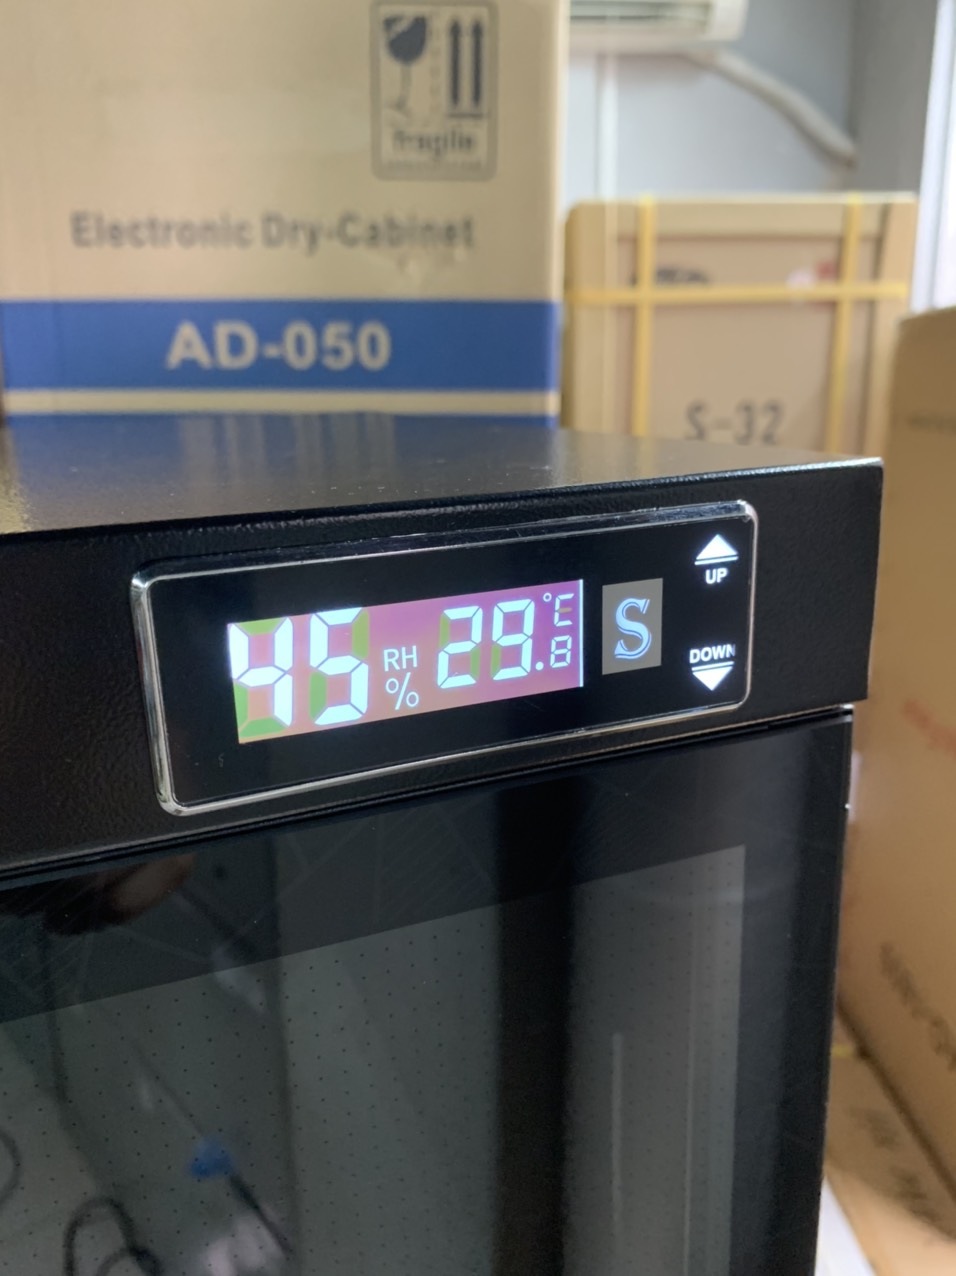 Fragile
Electronic Dry-Cabinet
AD-050
S-32
45 RH % 29.8 °C
S
UP
DOWN